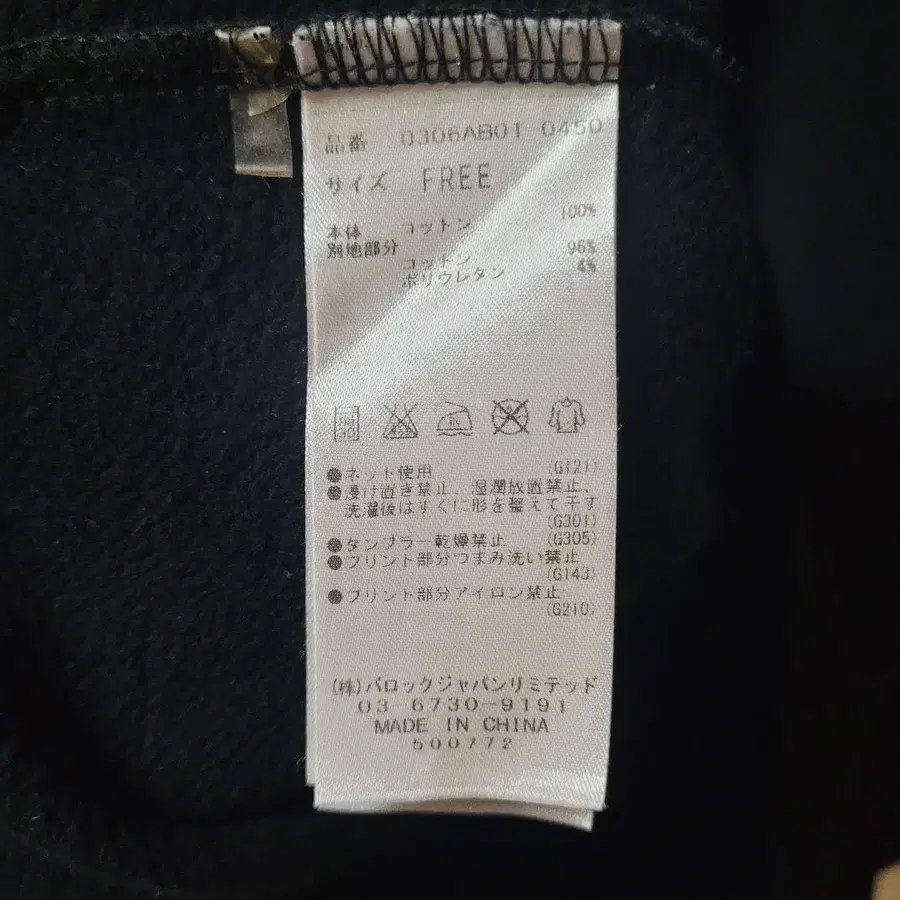 品番 0306AB01 0450
サイズ FREE
本体 コットン 100%
別地部分
コットン 96%
ポリウレタン 4%
●ネット使用 (G121)
●浸け置き禁止、湿潤放置禁止、
洗濯後はすぐに形を整えて干す
(G301)
●タンブラー乾燥禁止 (G305)
●プリント部分つまみ洗い禁止
(G143)
●プリント部分アイロン禁止
(G210)
(株)バロックジャパンリミテッド
03-6730-9191
MADE IN CHINA
500772